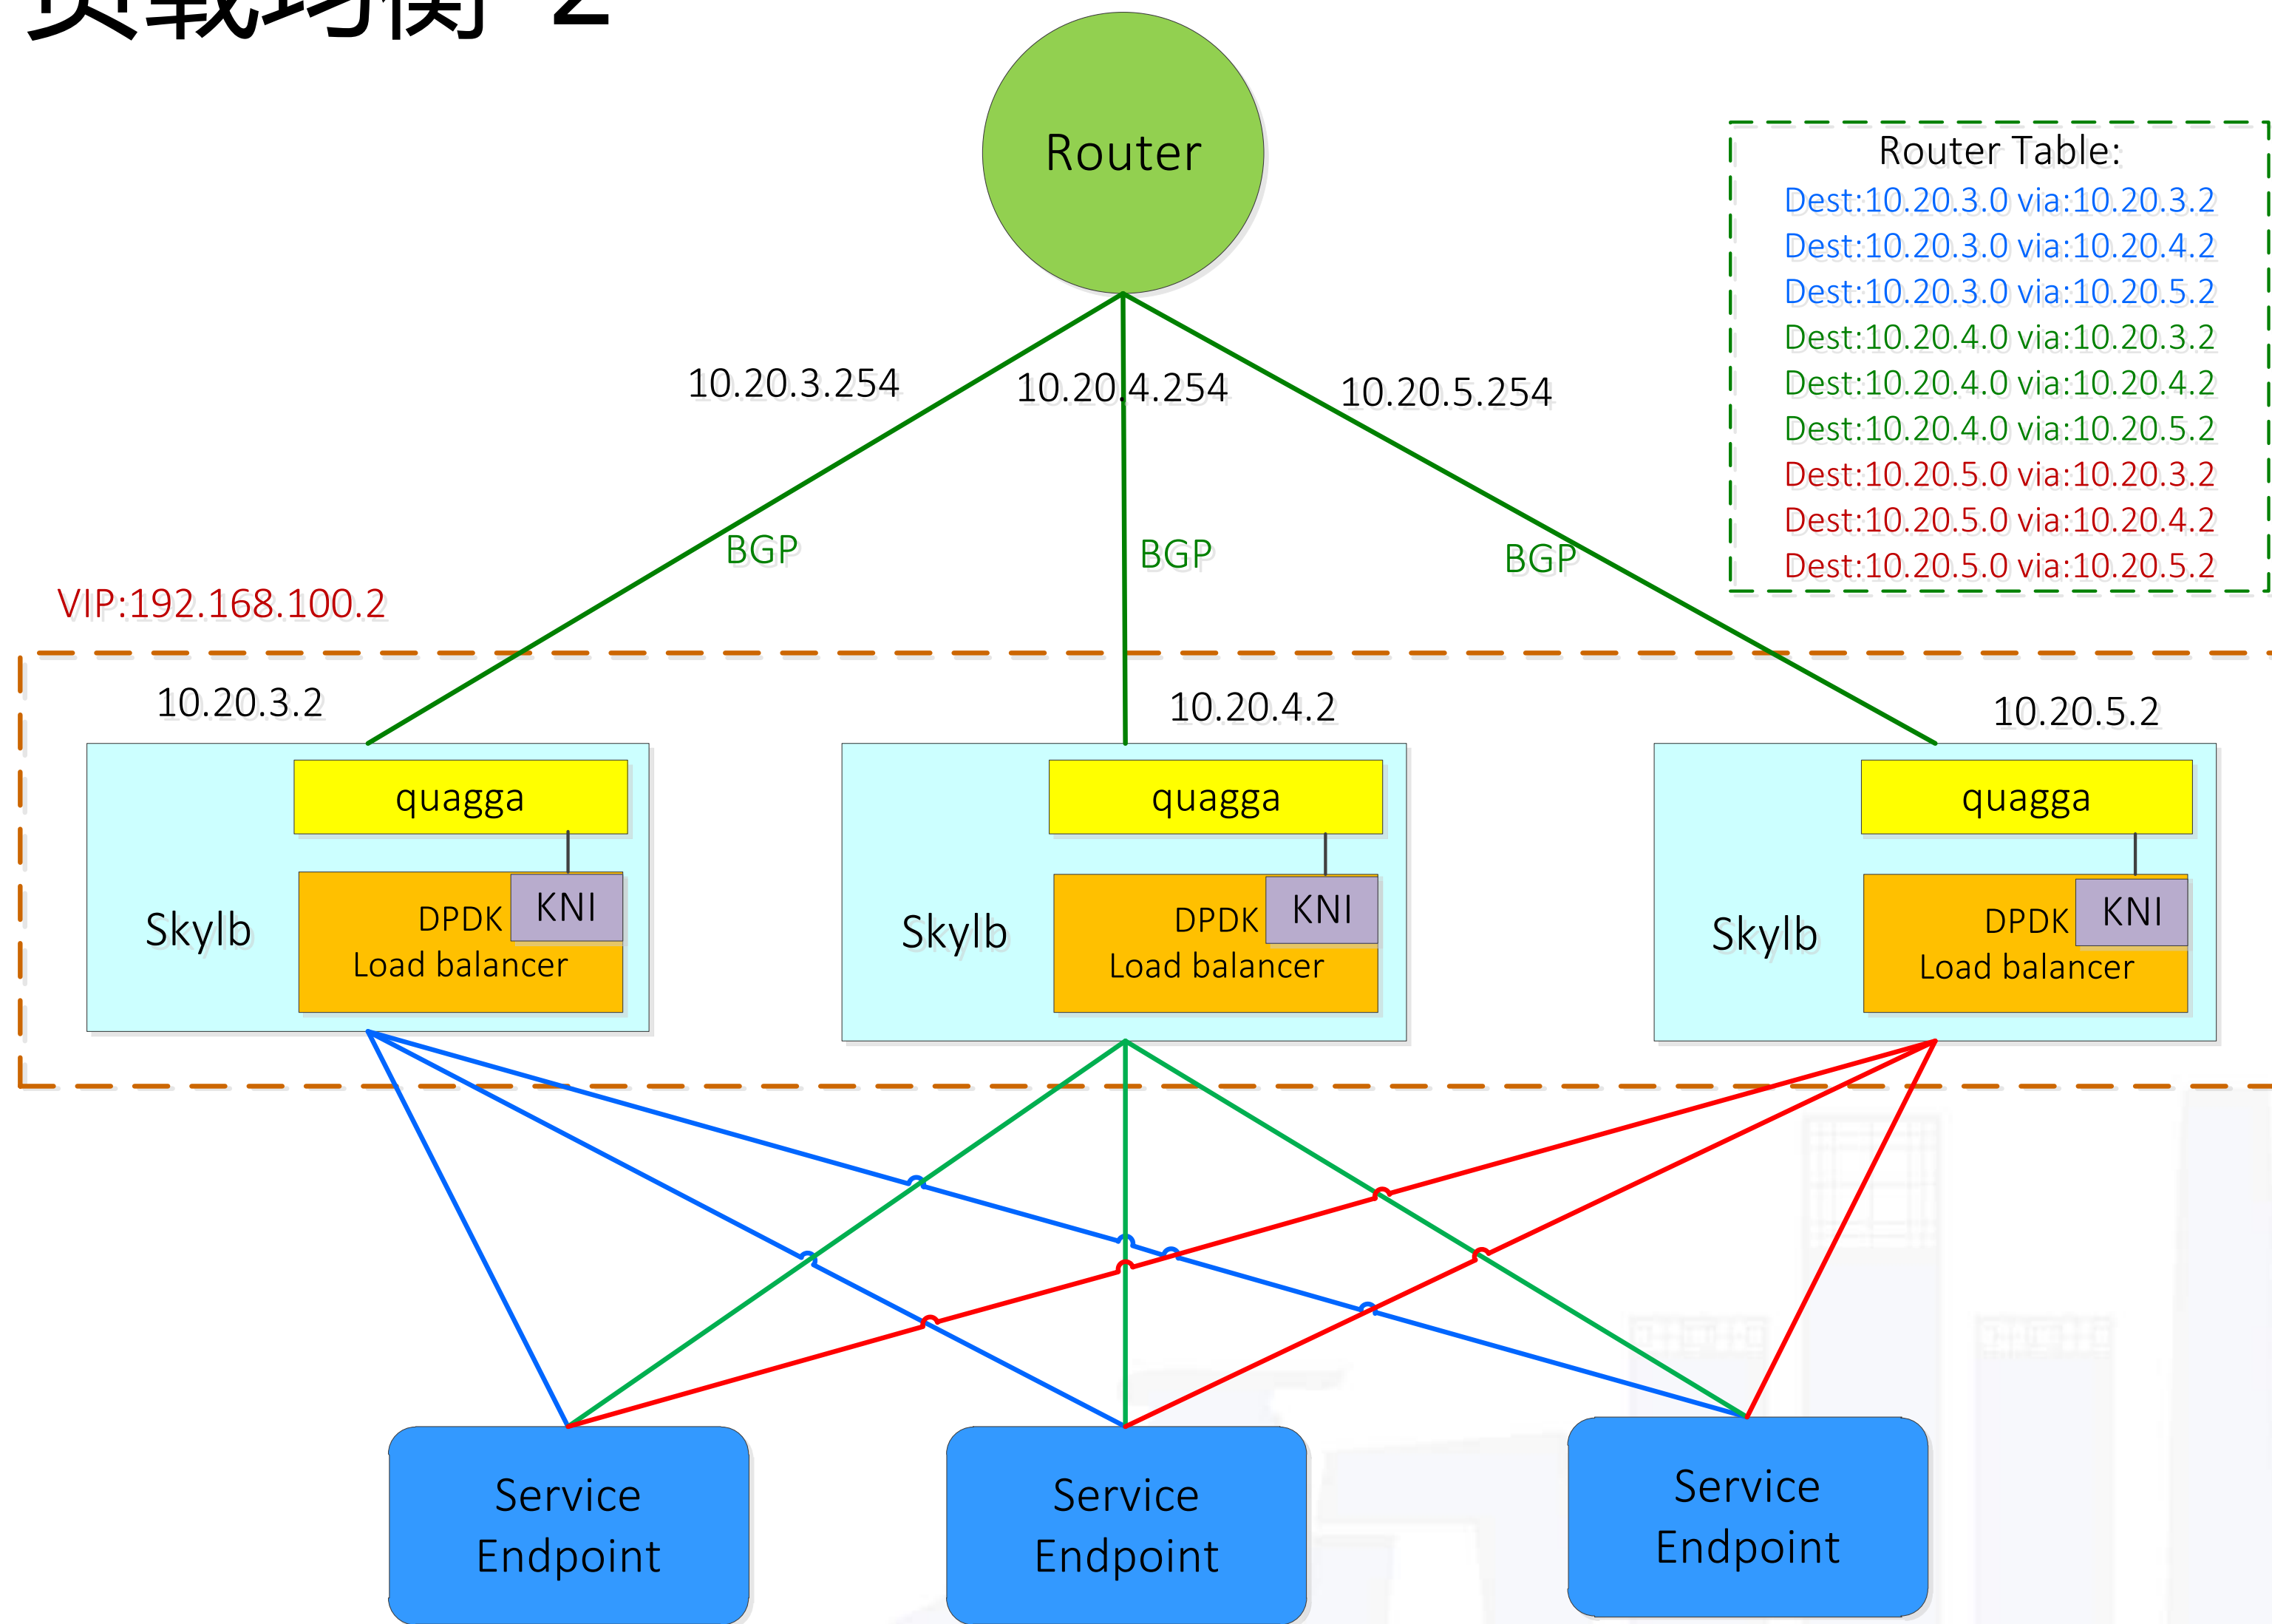 负载均衡-2
Router
Router Table:
Dest:10.20.3.0 via:10.20.3.2
Dest:10.20.3.0 via:10.20.4.2
Dest:10.20.3.0 via:10.20.5.2
Dest:10.20.4.0 via:10.20.3.2
Dest:10.20.4.0 via:10.20.4.2
Dest:10.20.4.0 via:10.20.5.2
Dest:10.20.5.0 via:10.20.3.2
Dest:10.20.5.0 via:10.20.4.2
Dest:10.20.5.0 via:10.20.5.2
10.20.3.254
10.20.4.254
10.20.5.254
BGP
BGP
BGP
VIP:192.168.100.2
10.20.3.2
10.20.4.2
10.20.5.2
quagga
quagga
quagga
Skylb
DPDK
Load balancer
KNI
Skylb
DPDK
Load balancer
KNI
Skylb
DPDK
Load balancer
KNI
Service
Endpoint
Service
Endpoint
Service
Endpoint